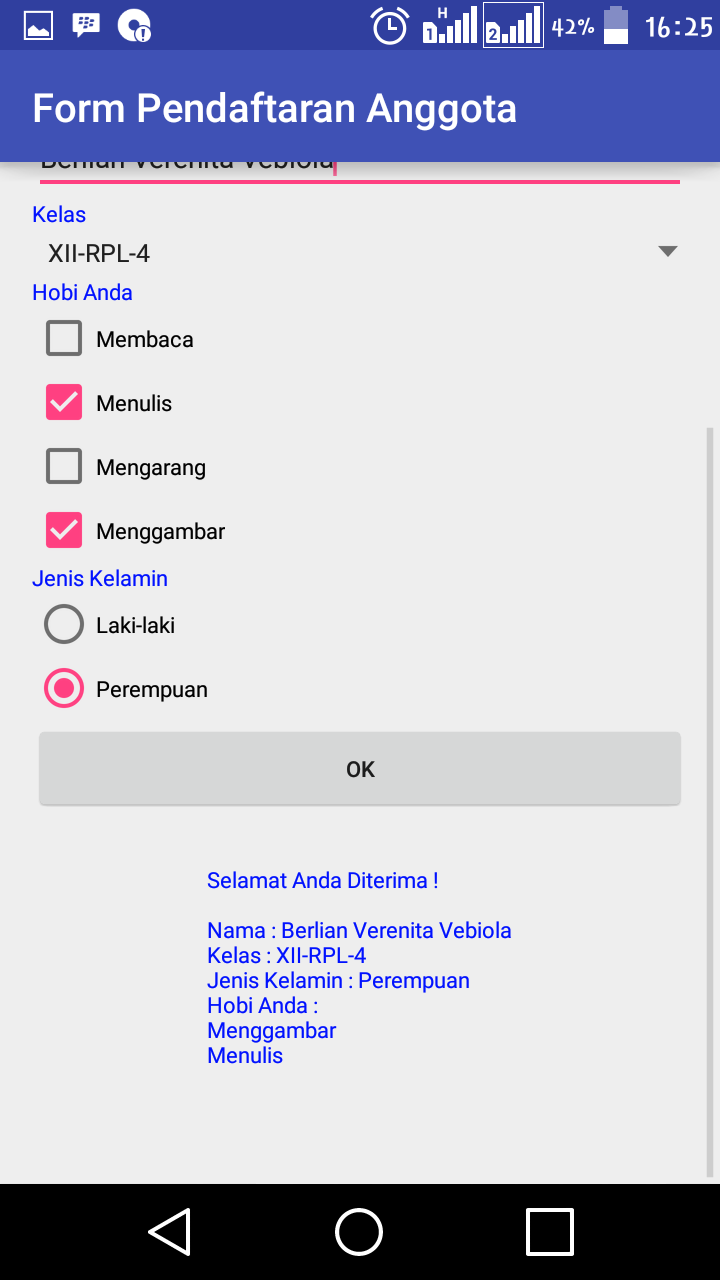 H
1
2
42%
16:25
Form Pendaftaran Anggota
Berlian Verenita Vebiola
Kelas
XII-RPL-4
Hobi Anda
Membaca
Menulis
Mengarang
Menggambar
Jenis Kelamin
Laki-laki
Perempuan
OK
Selamat Anda Diterima !
Nama : Berlian Verenita Vebiola
Kelas : XII-RPL-4
Jenis Kelamin : Perempuan
Hobi Anda :
Menggambar
Menulis